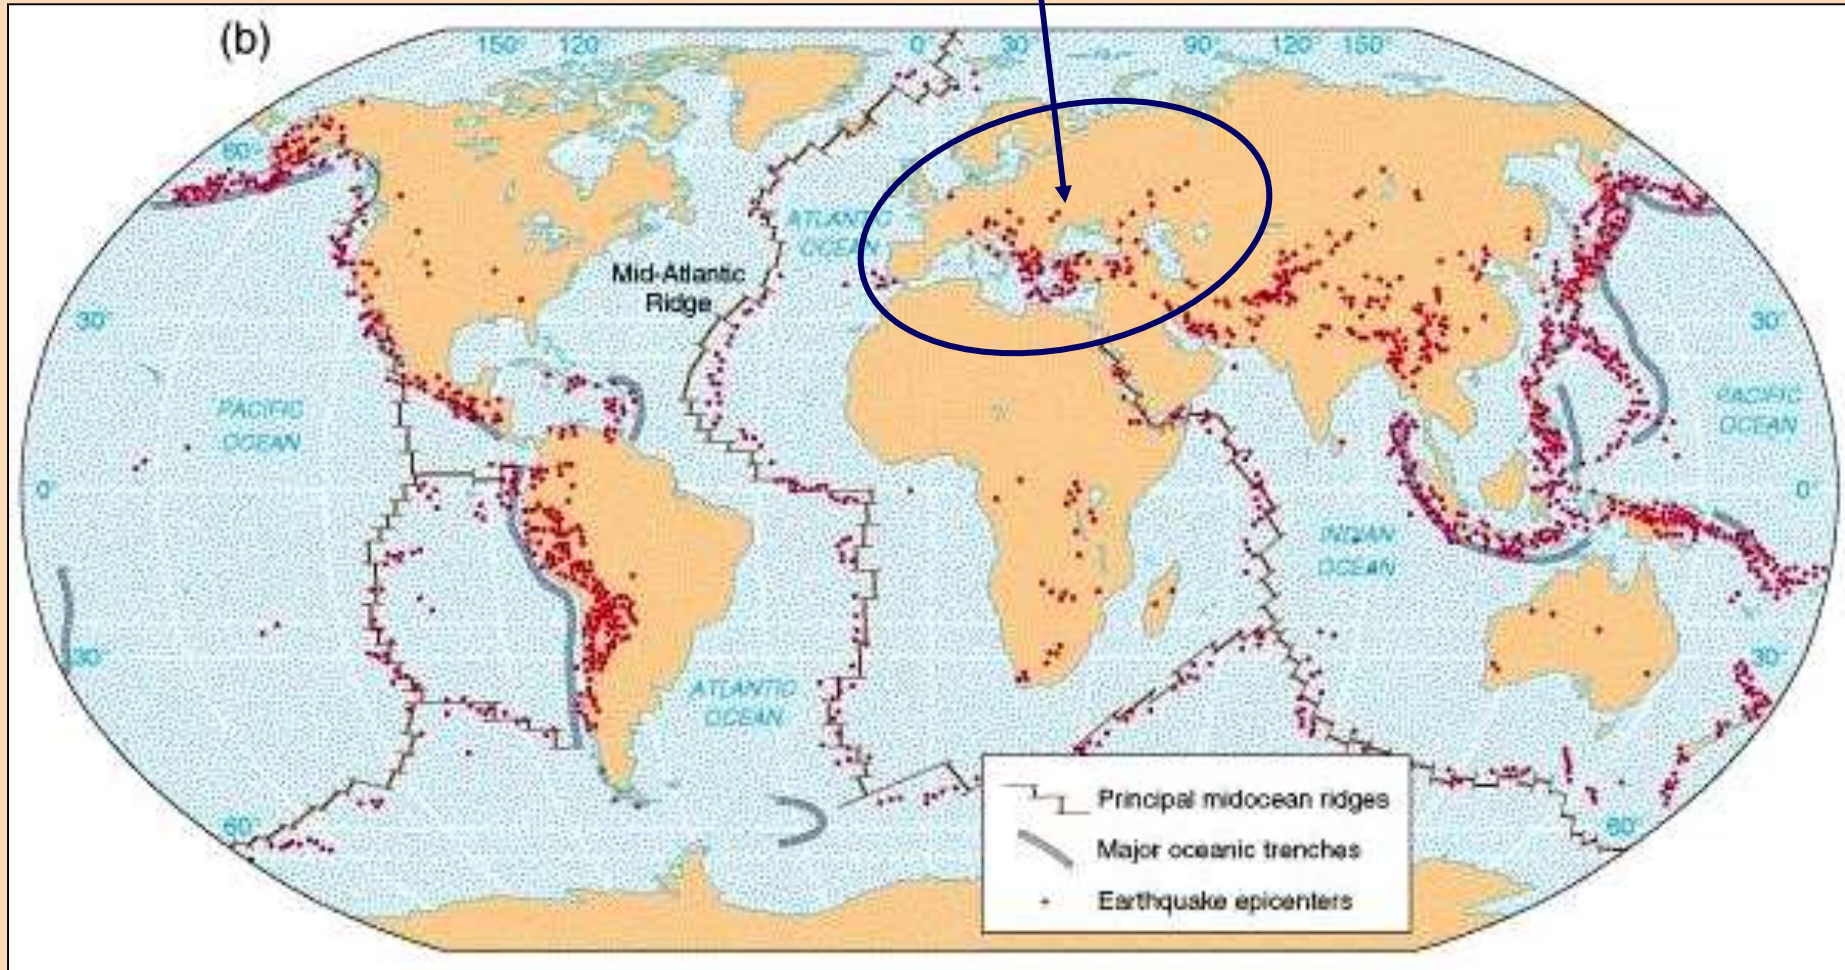 (b)
150° 120°
0° 30° 90° 120° 150°
60°
ATLANTIC
OCEAN
Mid-Atlantic
Ridge
30°
30°
PACIFIC
OCEAN
PACIFIC
OCEAN
0°
0°
INDIAN
OCEAN
30°
30°
ATLANTIC
OCEAN
Principal midocean ridges
Major oceanic trenches
Earthquake epicenters
60°
60°